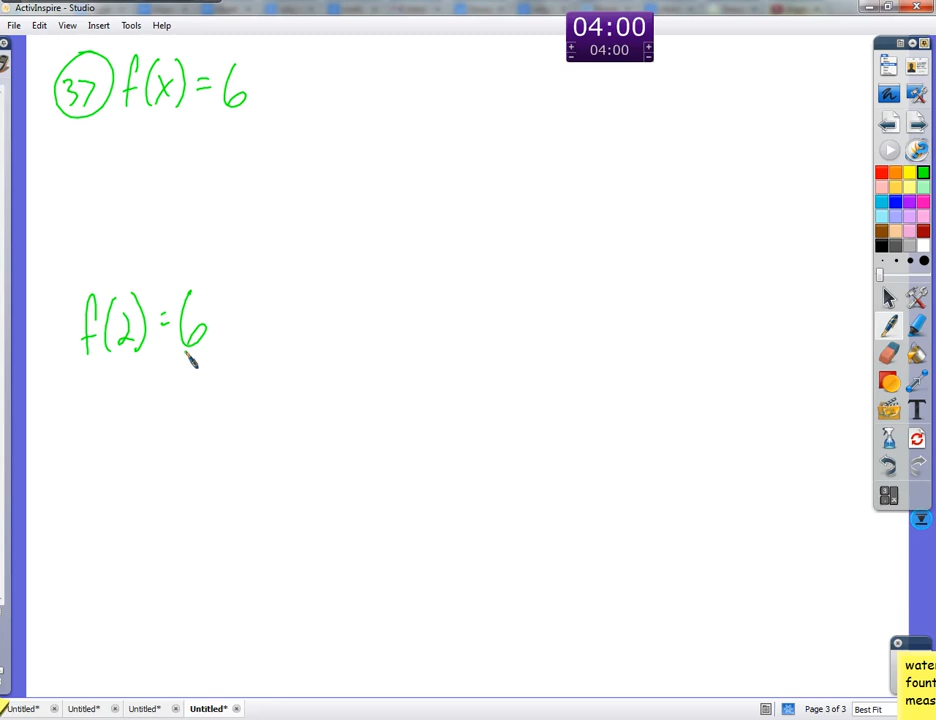 ActivInspire - Studio
File Edit View Insert Tools Help
04:00
04:00
37 f(x) = 6
f(2) = 6
wate
fount
meas
Untitled* Untitled* Untitled* Untitled*
Page 3 of 3 Best Fit